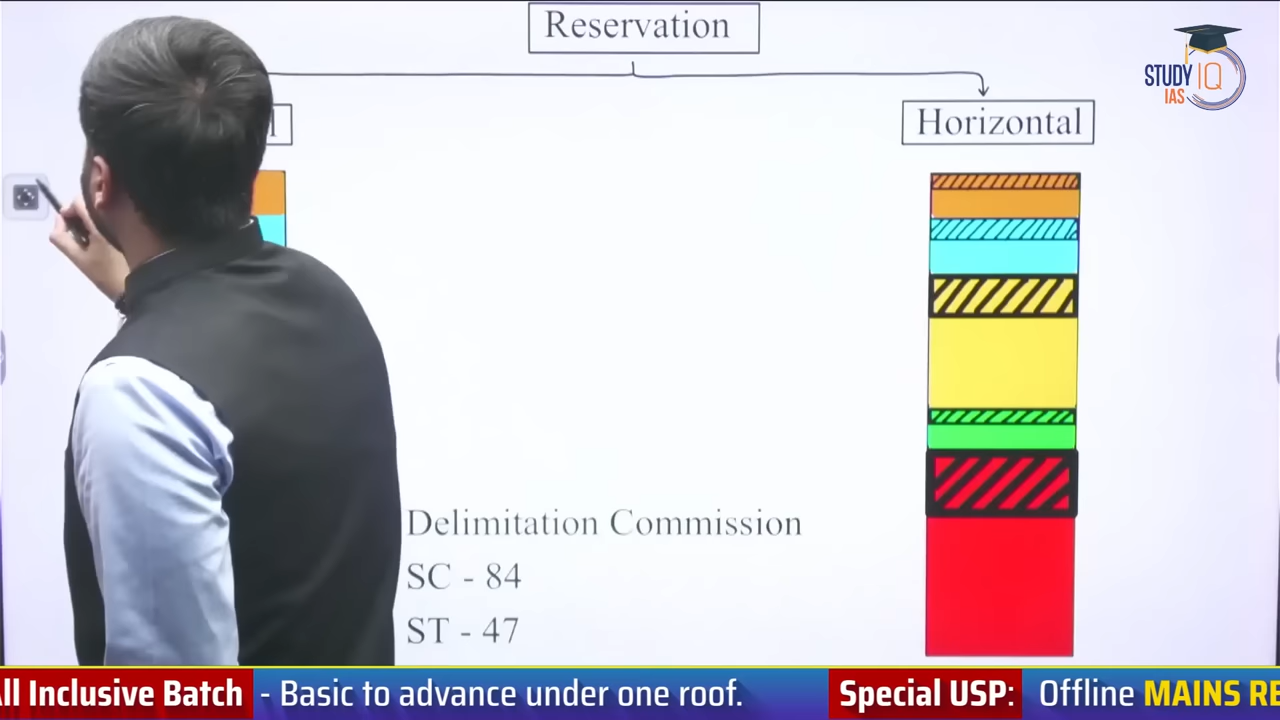 Reservation
Horizontal
STUDY IQ
IAS
Delimitation Commission
SC - 84
ST - 47
All Inclusive Batch - Basic to advance under one roof. Special USP: Offline MAINS RE